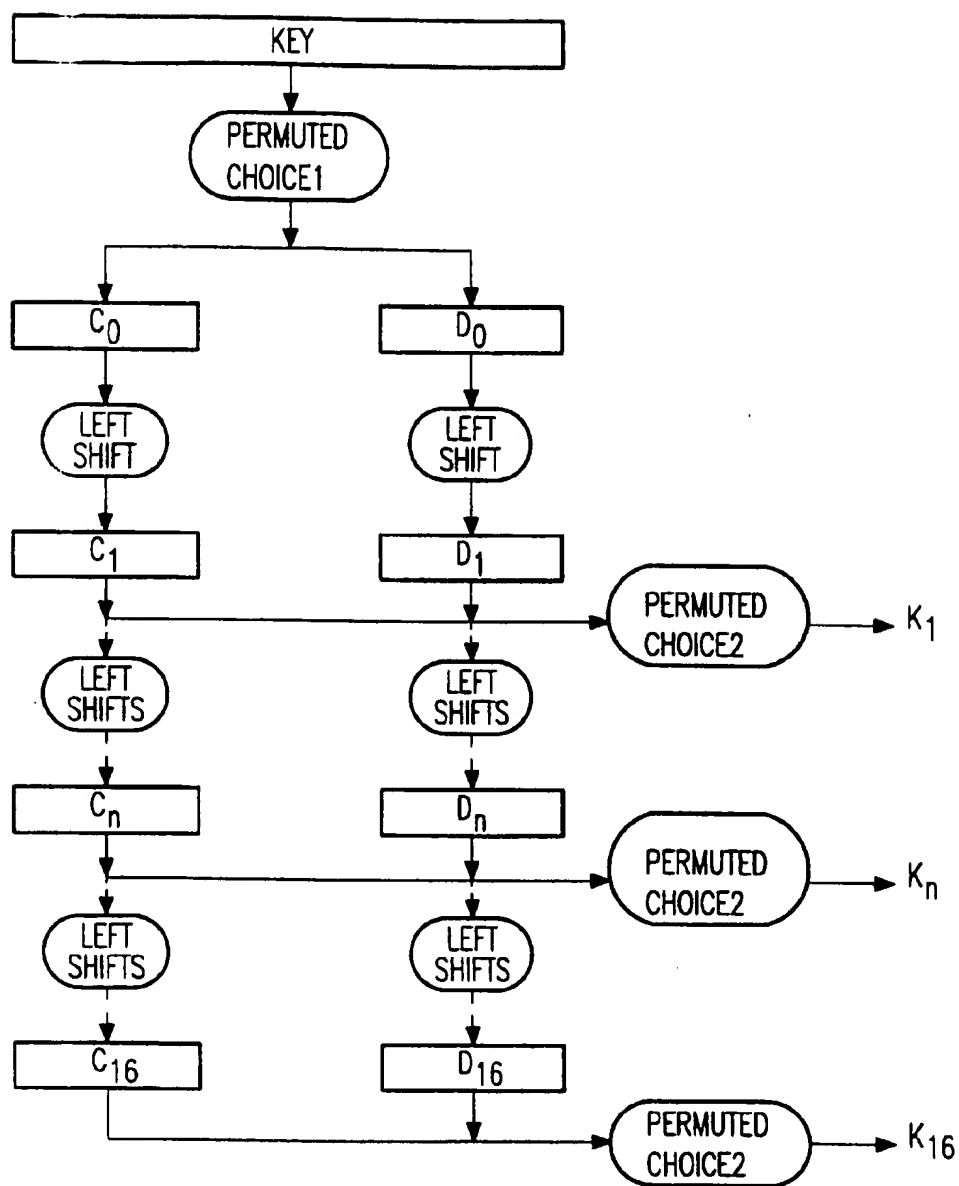 KEY
PERMUTED
CHOICE1
C0
D0
LEFT
SHIFT
LEFT
SHIFT
C1
D1
PERMUTED
CHOICE2
K1
LEFT
SHIFTS
LEFT
SHIFTS
Cn
Dn
PERMUTED
CHOICE2
Kn
LEFT
SHIFTS
LEFT
SHIFTS
C16
D16
PERMUTED
CHOICE2
K16